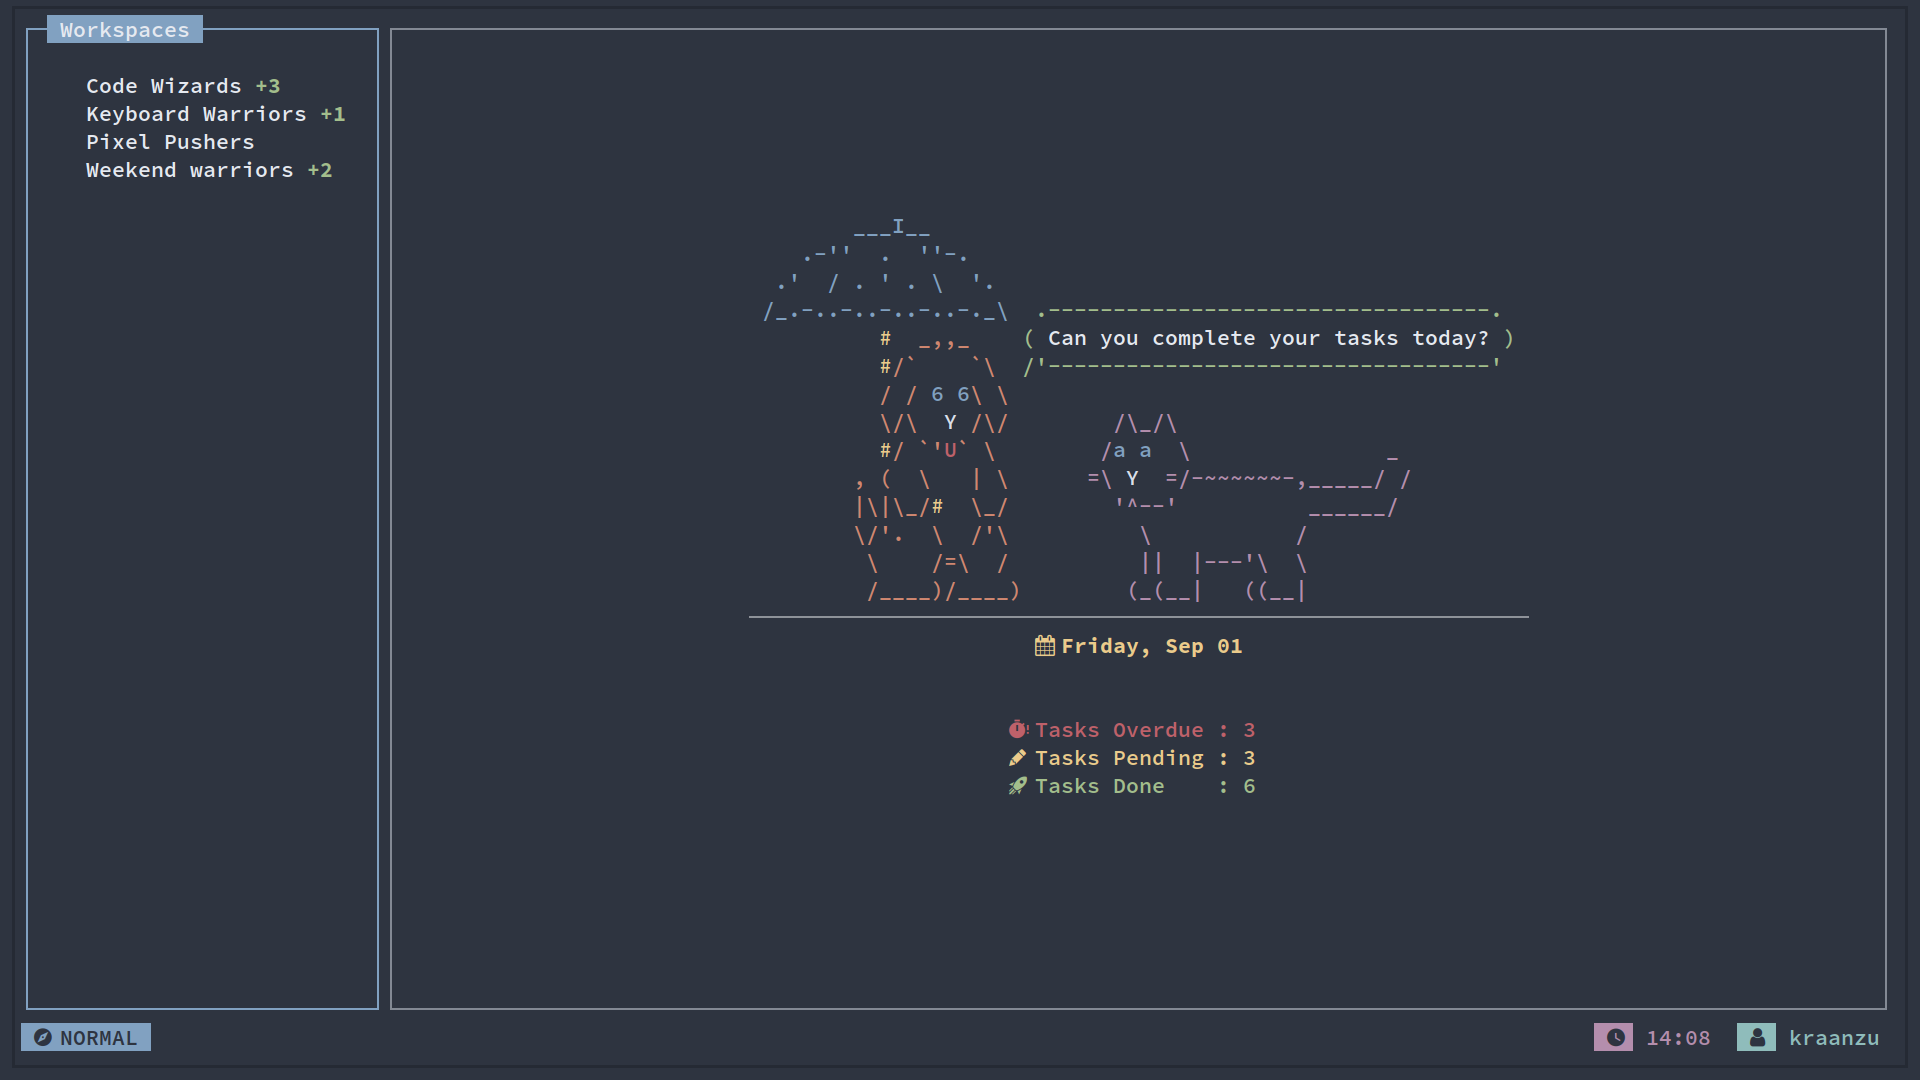 Workspaces
Code Wizards +3
Keyboard Warriors +1
Pixel Pushers
Weekend warriors +2
Can you complete your tasks today?
Friday, Sep 01
Tasks Overdue : 3
Tasks Pending : 3
Tasks Done : 6
NORMAL
14:08
kraanzu